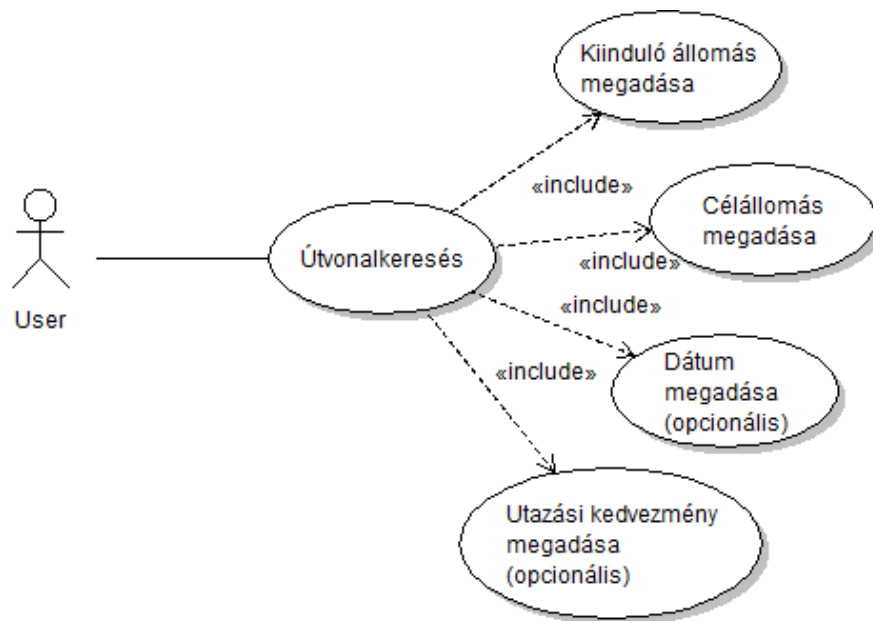 Kiinduló állomás
megadása
«include»
Célállomás
megadása
Útvonalkeresés
«include»
User
«include»
«include»
Dátum
megadása
(opcionális)
Utazási kedvezmény
megadása
(opcionális)